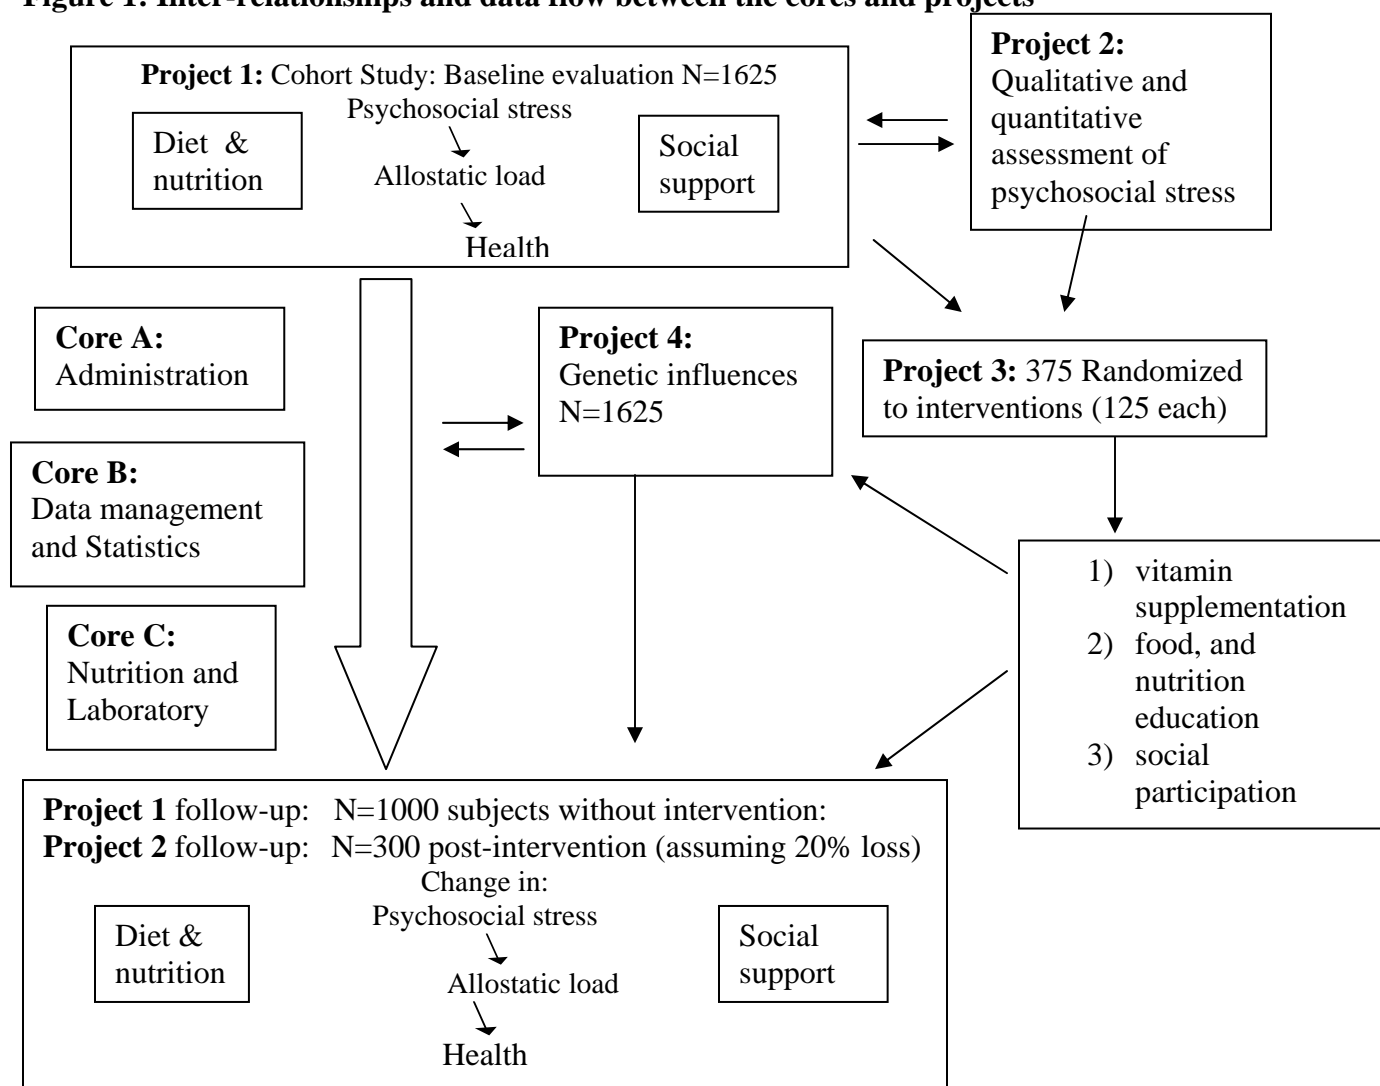 Figure 1: Inter-relationships and data flow between the cores and projects
Project 1: Cohort Study: Baseline evaluation N=1625
Psychosocial stress
Diet &
nutrition
Allostatic load
Health
Social
support
Project 2:
Qualitative and
quantitative
assessment of
psychosocial stress
Core A:
Administration
Core B:
Data management
and Statistics
Core C:
Nutrition and
Laboratory
Project 4:
Genetic influences
N=1625
Project 3: 375 Randomized
to interventions (125 each)
1) vitamin
supplementation
2) food, and
nutrition
education
3) social
participation
Project 1 follow-up: N=1000 subjects without intervention:
Project 2 follow-up: N=300 post-intervention (assuming 20% loss)
Change in:
Psychosocial stress
Diet &
nutrition
Allostatic load
Health
Social
support